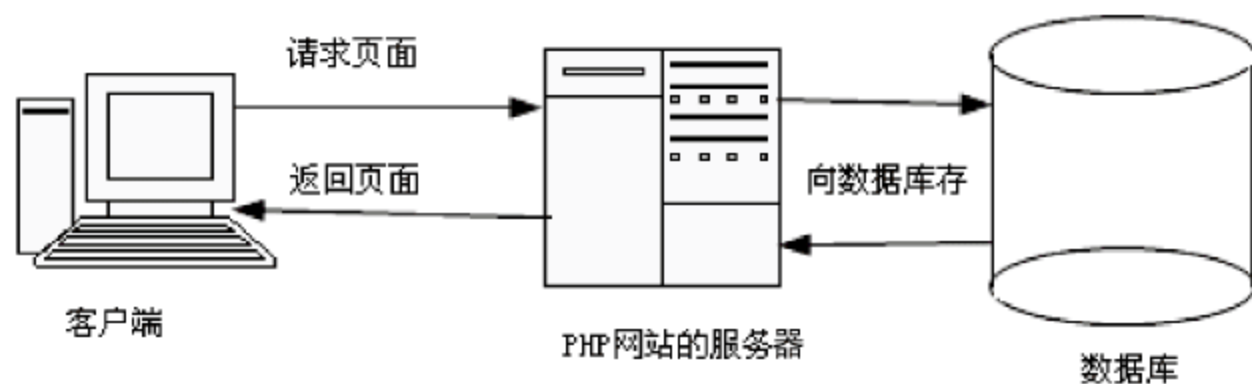 请求页面
返回页面
向数据库存
客户端
PHP网站的服务器
数据库